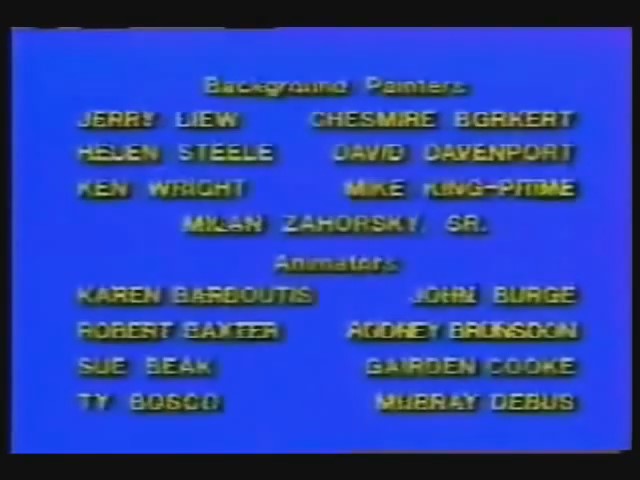 Background Painters
JERRY LIEW CHESMIRE BORKERT
HELEN STEELE DAVID DAVENPORT
KEN WRIGHT MIKE KING-PRIME
MILAN ZAHORSKY, SR.
Animators
KAREN BARBOUTIS JOHN BURGE
ROBERT BAXTER RODNEY BRUNSDON
SUE BEAK GAIRDEN COOKE
TY BOSCO MURRAY DEBUS